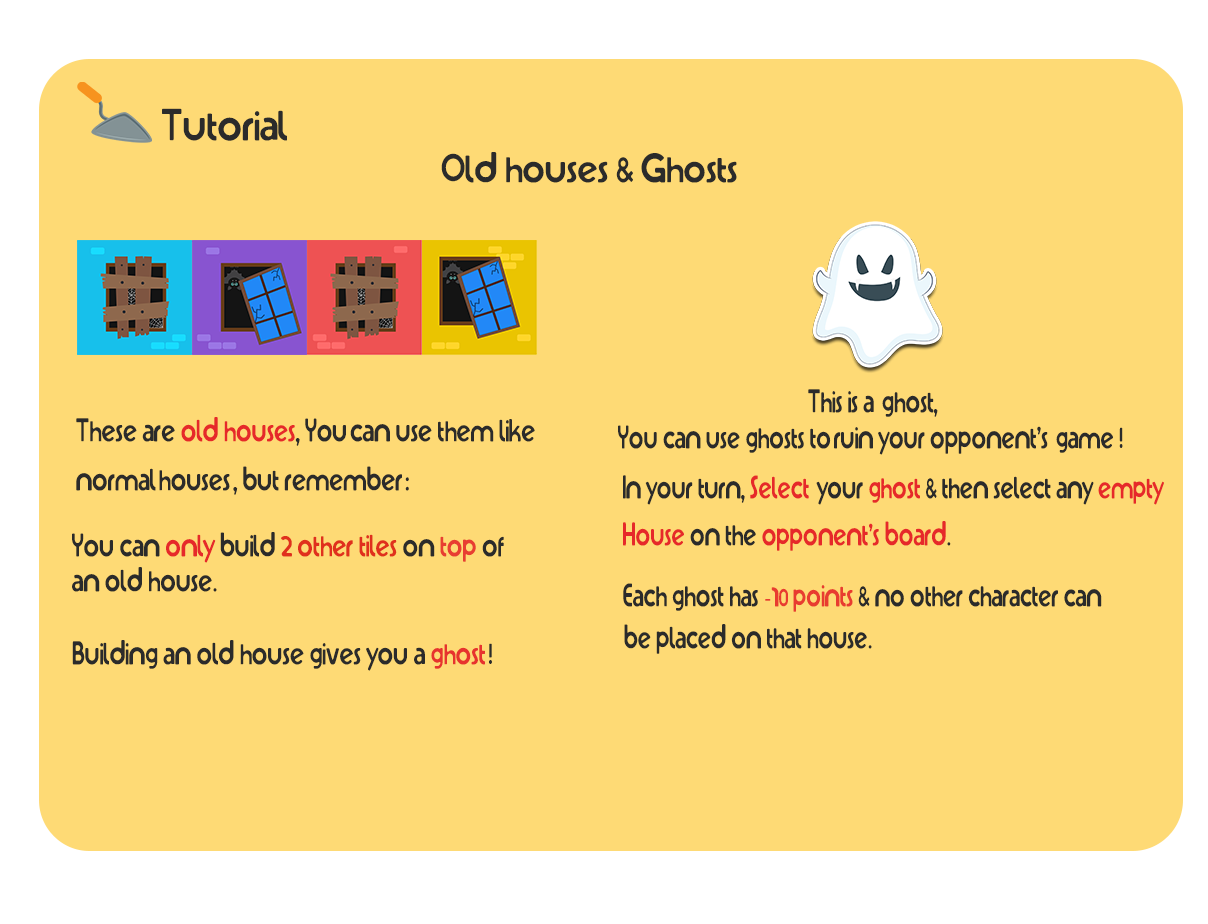 Tutorial
Old houses & Ghosts
These are old houses, You can use them like
normal houses, but remember:
You can only build 2 other tiles on top of
an old house.
Building an old house gives you a ghost!
This is a ghost,
You can use ghosts to ruin your opponent's game !
In your turn, Select your ghost & then select any empty
House on the opponent's board.
Each ghost has -10 points & no other character can
be placed on that house.